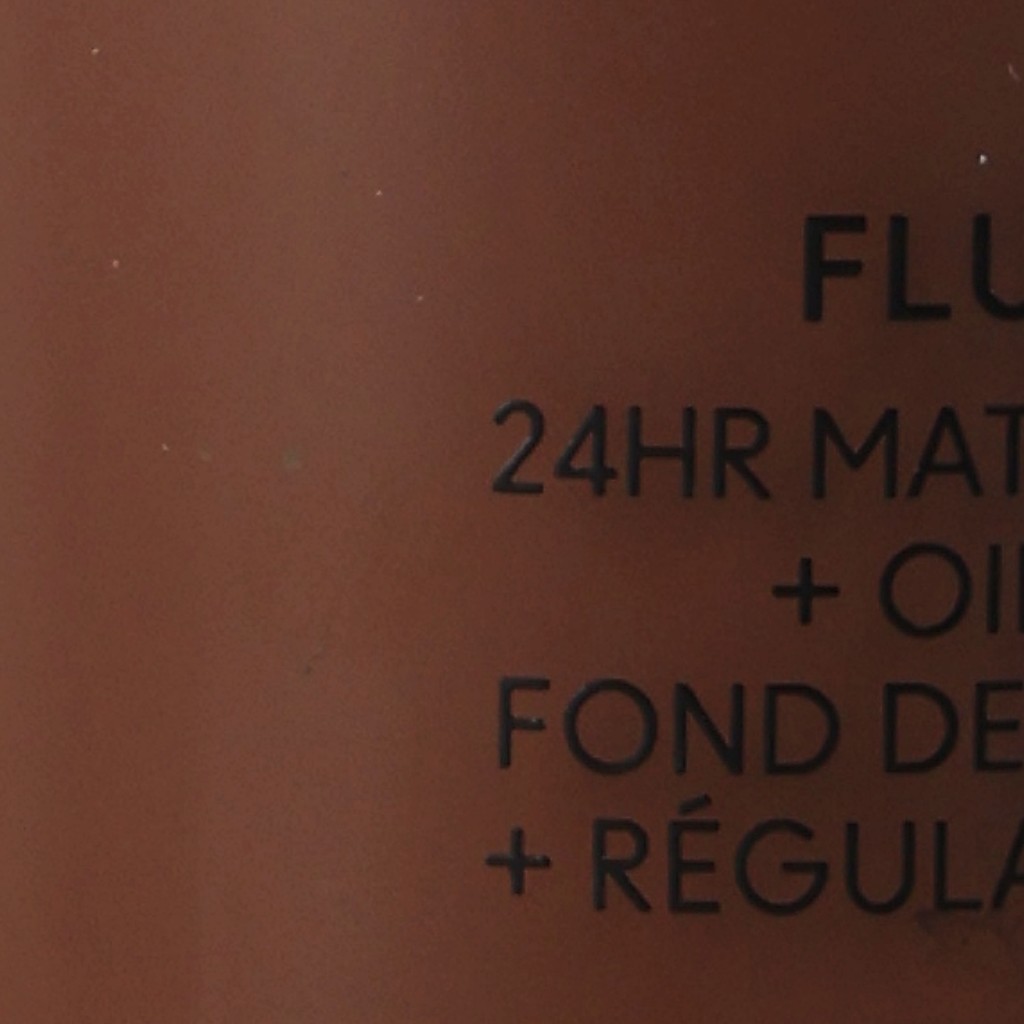 FLU
24HR MAT
+ OI
FOND DE
+ RÉGULA